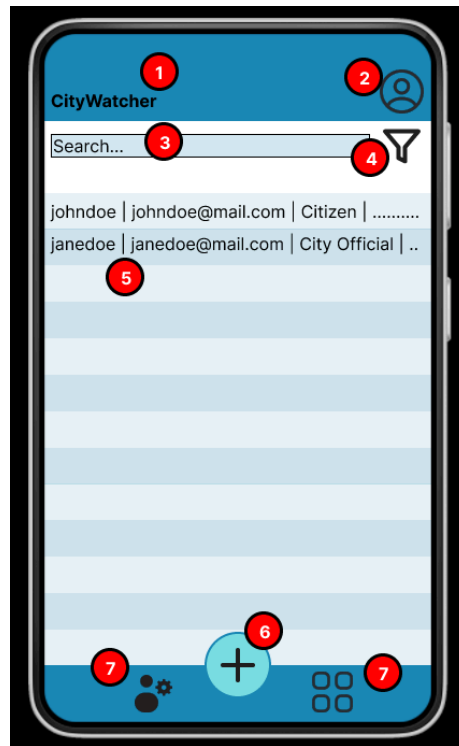 1
2
CityWatcher
Search...
3
4
johndoe | johndoe@mail.com | Citizen | ..........
janedoe | janedoe@mail.com | City Official | ..
5
6
7
7